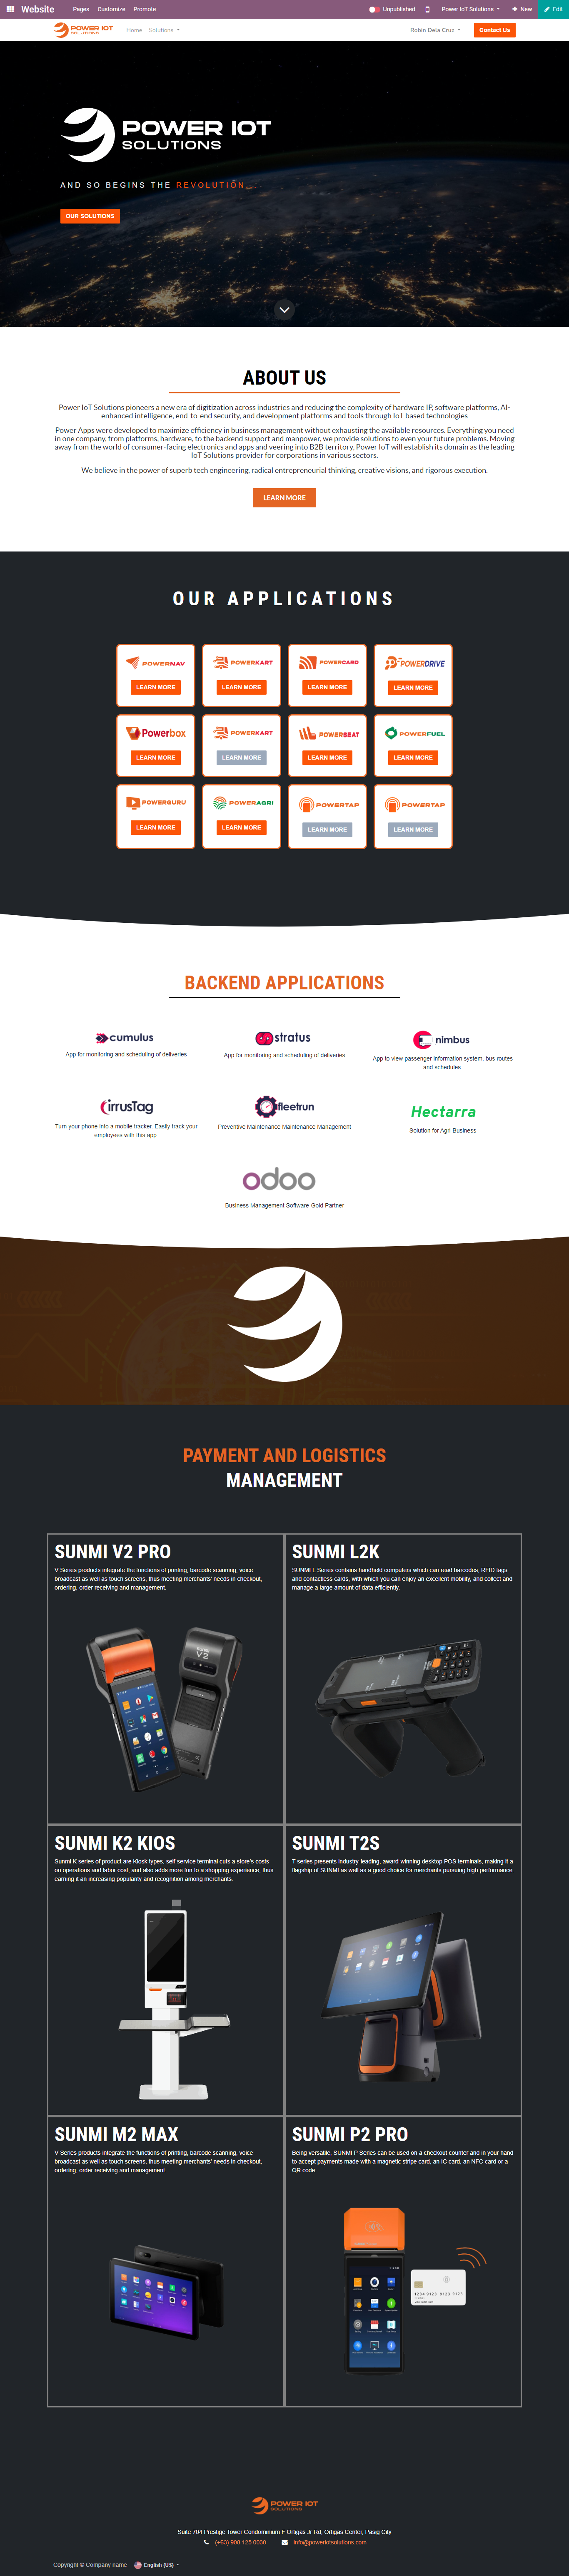 Website Pages Customize Promote Unpublished Power IoT Solutions New Edit
POWER IOT SOLUTIONS Home Solutions Robin Dela Cruz Contact Us
POWER IOT
SOLUTIONS
AND SO BEGINS THE REVOLUTION...
OUR SOLUTIONS
ABOUT US
Power IoT Solutions pioneers a new era of digitization across industries and reducing the complexity of hardware IP, software platforms, AI-
enhanced intelligence, end-to-end security, and development platforms and tools through IoT based technologies
Power Apps were developed to maximize efficiency in business management without exhausting the available resources. Everything you need
in one company, from platforms, hardware, to the backend support and manpower, we provide solutions to even your future problems. Moving
away from the world of consumer-facing electronics and apps and veering into B2B territory, Power IoT will establish its domain as the leading
IoT Solutions provider for corporations in various sectors.
We believe in the power of superb tech engineering, radical entrepreneurial thinking, creative visions, and rigorous execution.
LEARN MORE
OUR APPLICATIONS
POWERNAV POWERKART POWERCARD POWERDRIVE
LEARN MORE LEARN MORE LEARN MORE LEARN MORE
Powerbox POWERKART POWERSEAT POWERFUEL
LEARN MORE LEARN MORE LEARN MORE LEARN MORE
POWERGURU POWERAGRI POWERTAP POWERTAP
LEARN MORE LEARN MORE LEARN MORE LEARN MORE
BACKEND APPLICATIONS
cumulus stratus nimbus
App for monitoring and scheduling of deliveries
App for monitoring and scheduling of deliveries
App to view passenger information system, bus routes
and schedules.
cirrusTag fleetrun Hectarra
Turn your phone into a mobile tracker. Easily track your
employees with this app.
Preventive Maintenance Maintenance Management
Solution for Agri-Business
odoo
Business Management Software-Gold Partner
PAYMENT AND LOGISTICS
MANAGEMENT
SUNMI V2 PRO
V Series products integrate the functions of printing, barcode scanning, voice
broadcast as well as touch screens, thus meeting merchants' needs in checkout,
ordering, order receiving and management.
V2
SUNMI L2K
SUNMI L Series contains handheld computers which can read barcodes, RFID tags
and contactless cards, with which you can enjoy an excellent mobility, and collect and
manage a large amount of data efficiently.
SUNMI K2 KIOS
Sunmi K series of product are Kiosk types, self-service terminal cuts a store's costs
on operations and labor cost, and also adds more fun to a shopping experience, thus
earning it an increasing popularity and recognition among merchants.
SUNMI T2S
T series presents industry-leading, award-winning desktop POS terminals, making it a
flagship of SUNMI as well as a good choice for merchants pursuing high performance.
SUNMI M2 MAX
V Series products integrate the functions of printing, barcode scanning, voice
broadcast as well as touch screens, thus meeting merchants' needs in checkout,
ordering, order receiving and management.
SUNMI P2 PRO
Being versatile, SUNMI P Series can be used on a checkout counter and in your hand
to accept payments made with a magnetic stripe card, an IC card, an NFC card or a
QR code.
POWER IOT
SOLUTIONS
Suite 704 Prestige Tower Condominium F Ortigas Jr Rd, Ortigas Center, Pasig City
(+63) 908 125 0030 info@poweriotsolutions.com
Copyright © Company name English (US)